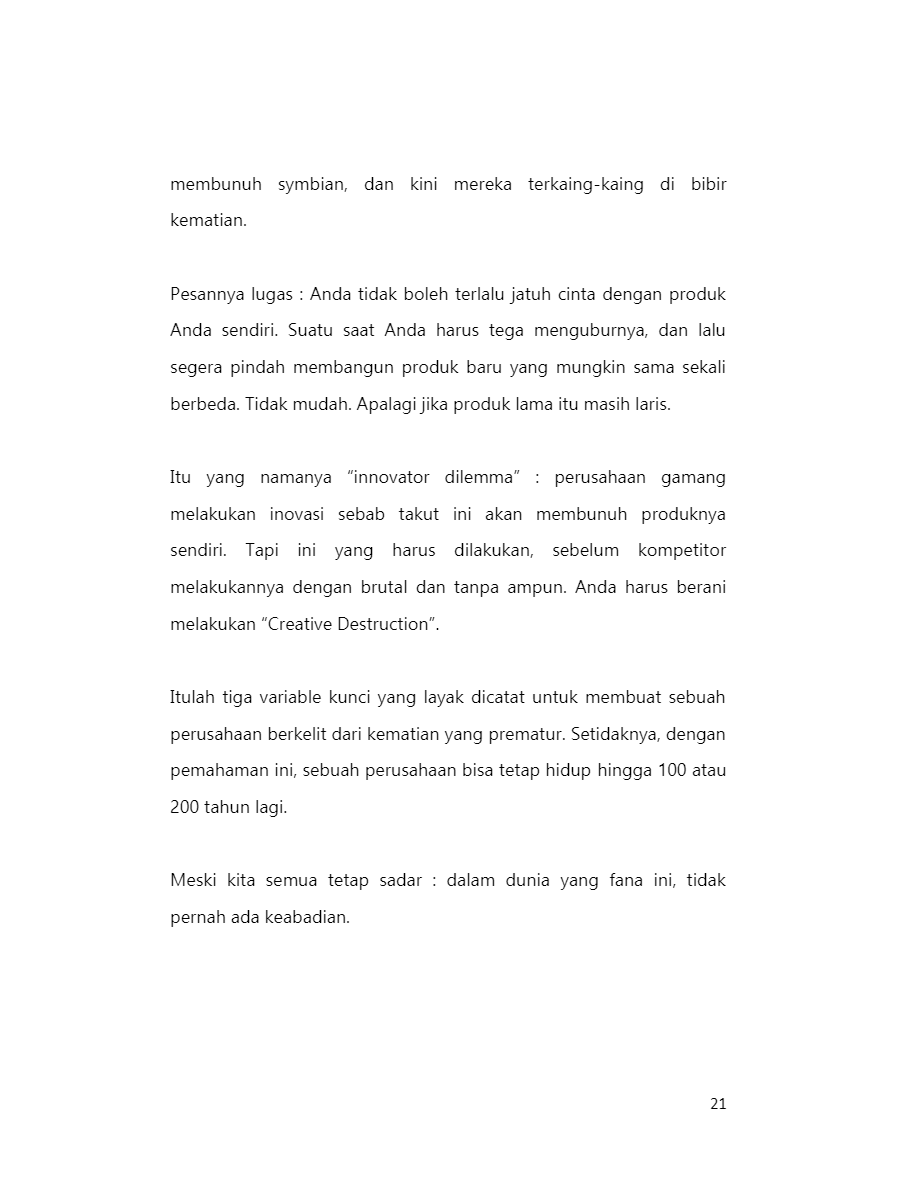 membunuh symbian, dan kini mereka terkaing-kaing di bibir
kematian.
Pesannya lugas : Anda tidak boleh terlalu jatuh cinta dengan produk
Anda sendiri. Suatu saat Anda harus tega menguburnya, dan lalu
segera pindah membangun produk baru yang mungkin sama sekali
berbeda. Tidak mudah. Apalagi jika produk lama itu masih laris.
Itu yang namanya “innovator dilemma” : perusahaan gamang
melakukan inovasi sebab takut ini akan membunuh produknya
sendiri. Tapi ini yang harus dilakukan, sebelum kompetitor
melakukannya dengan brutal dan tanpa ampun. Anda harus berani
melakukan “Creative Destruction”.
Itulah tiga variable kunci yang layak dicatat untuk membuat sebuah
perusahaan berkelit dari kematian yang prematur. Setidaknya, dengan
pemahaman ini, sebuah perusahaan bisa tetap hidup hingga 100 atau
200 tahun lagi.
Meski kita semua tetap sadar : dalam dunia yang fana ini, tidak
pernah ada keabadian.
21